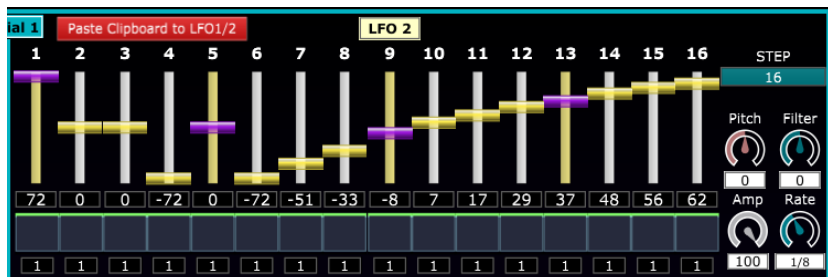 ial 1 Paste Clipboard to LFO1/2 LFO 2
1 2 3 4 5 6 7 8 9 10 11 12 13 14 15 16 STEP
16
Pitch Filter
0 0
72 0 0 -72 0 -72 -51 -33 -8 7 17 29 37 48 56 62 Amp Rate
1 1 1 1 1 1 1 1 1 1 1 1 1 1 1 1 100 1/8